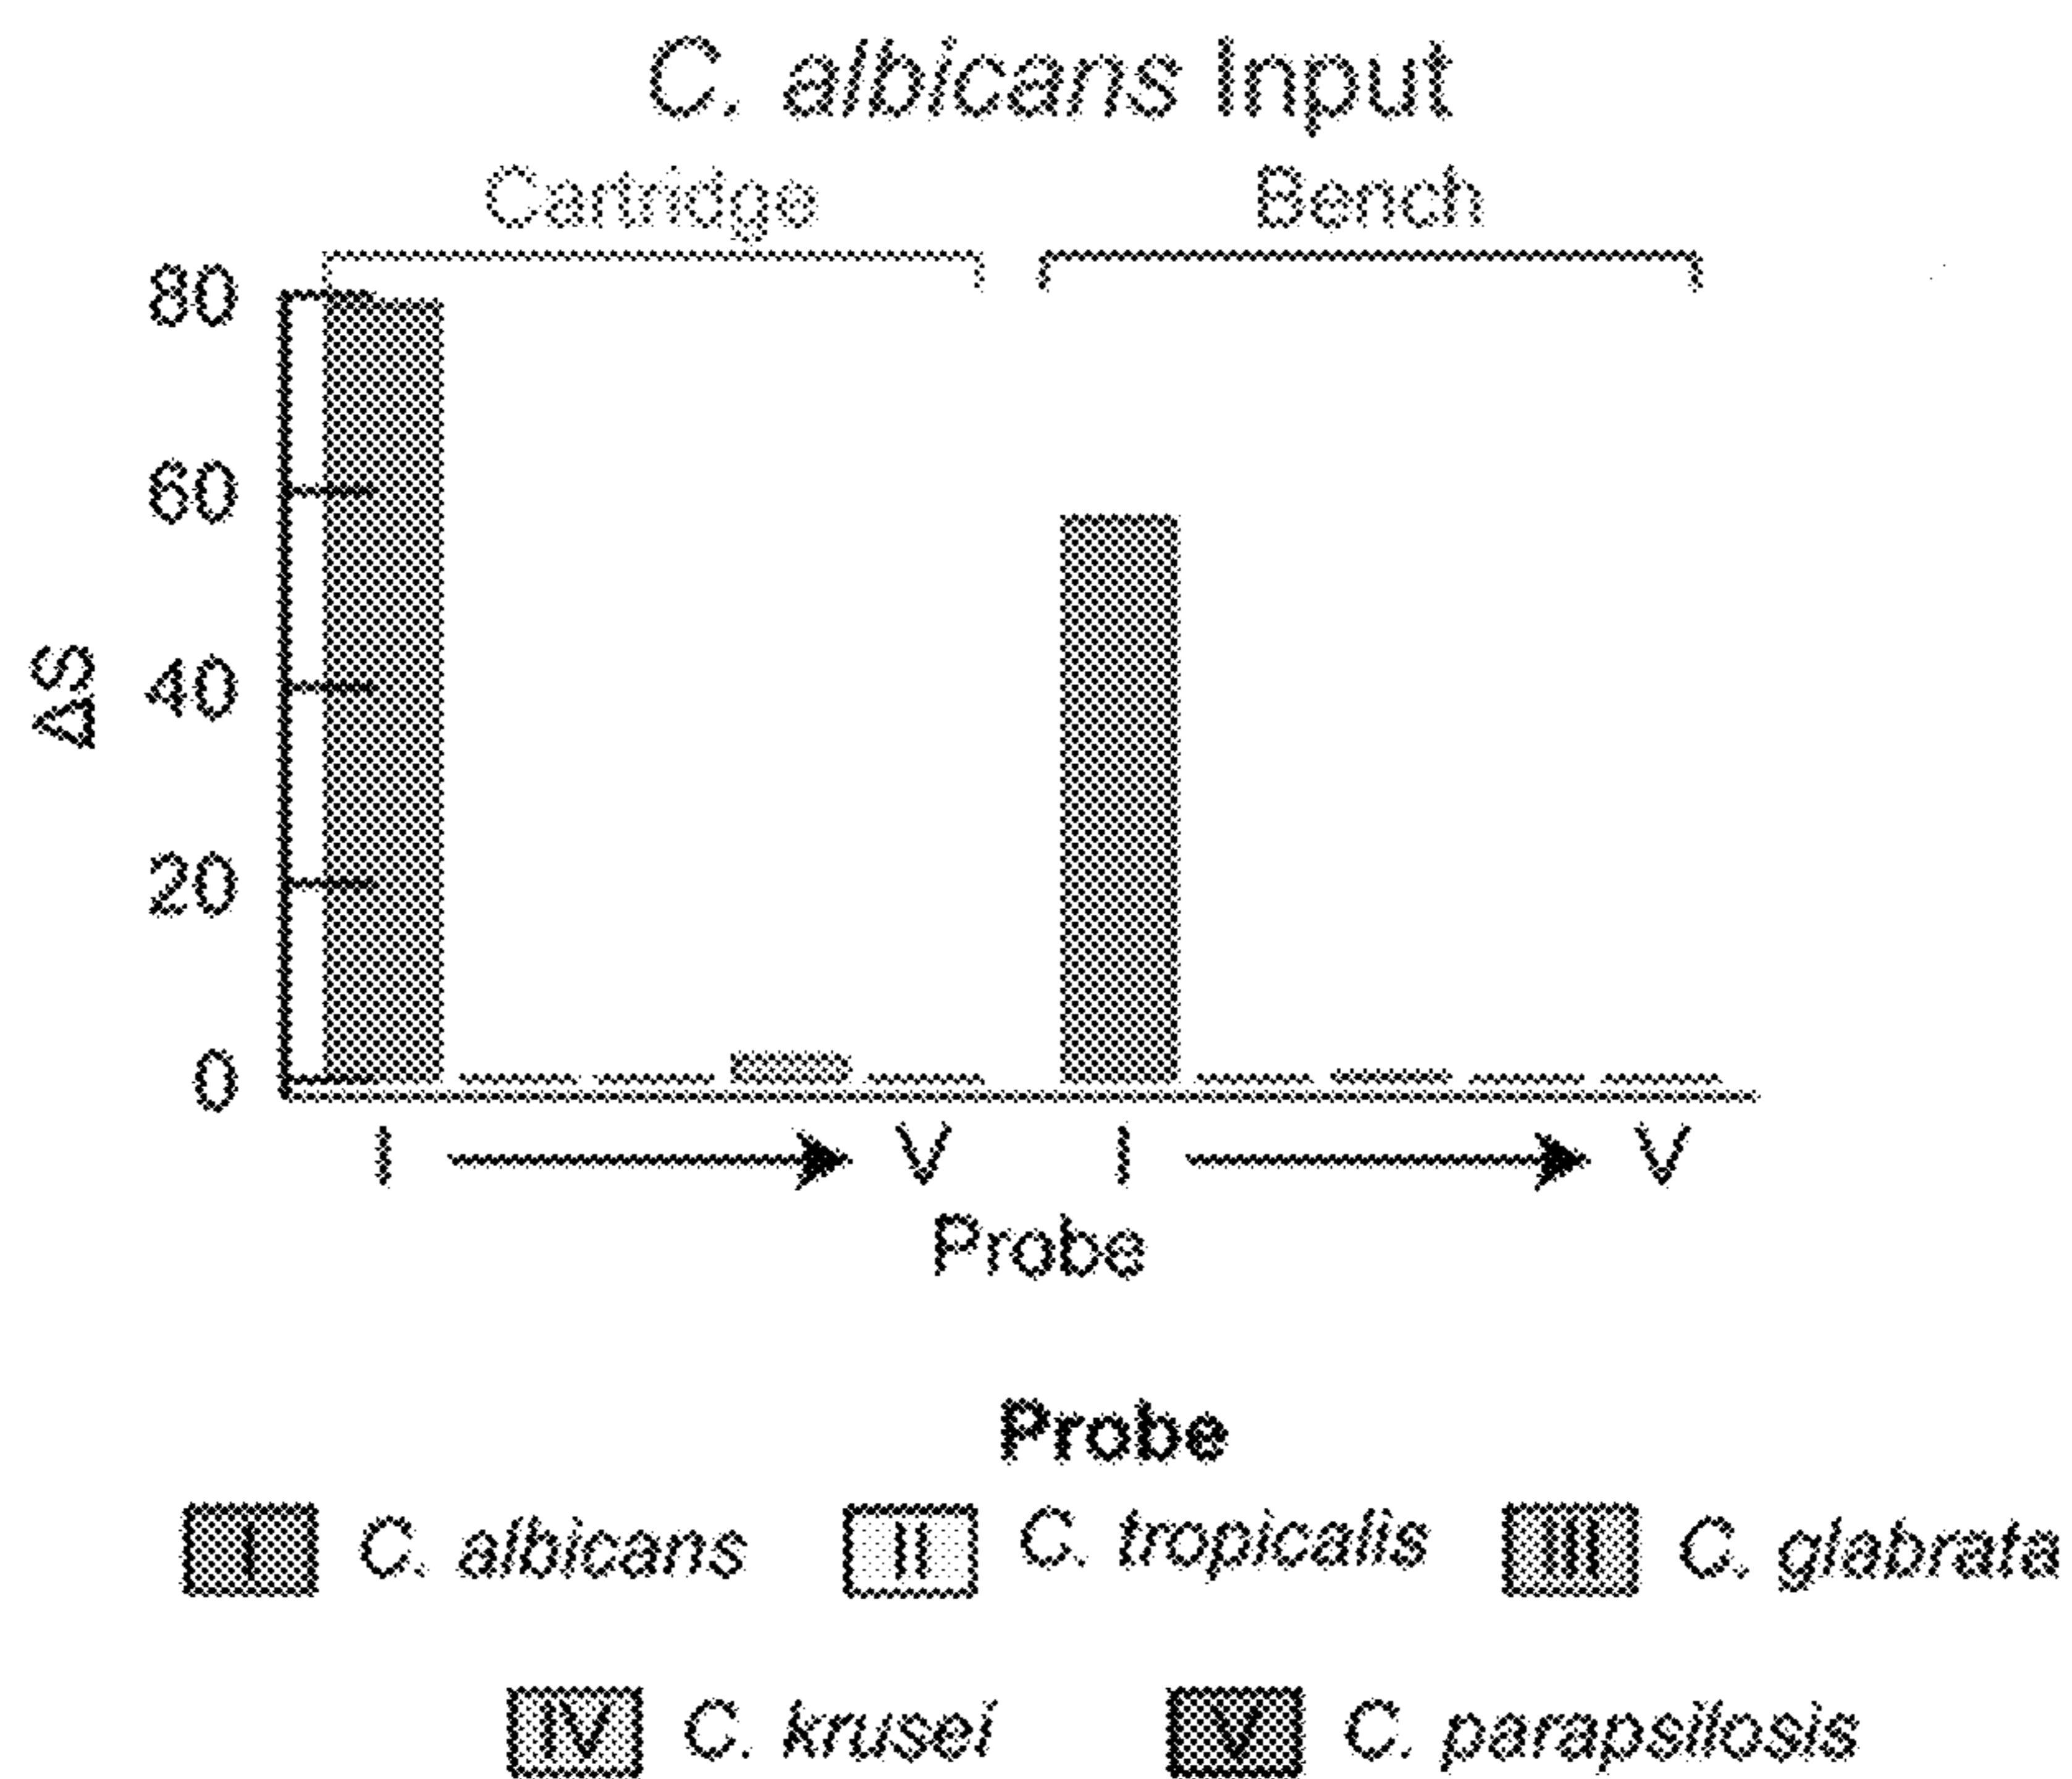 C. albicans Input
Cartridge Bench
80
60
40
20
0
ΔS
I V I V
Probe
Probe
I C. albicans II C. tropicalis III C. glabrata
IV C. krusei V C. parapsilosis